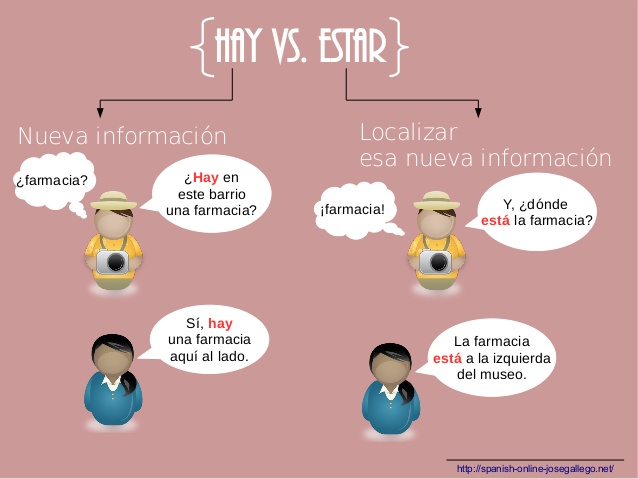 HAY VS. ESTAR
Nueva información
¿farmacia?
¿Hay en
este barrio
una farmacia?
Sí, hay
una farmacia
aquí al lado.
Localizar
esa nueva información
¡farmacia!
Y, ¿dónde
está la farmacia?
La farmacia
está a la izquierda
del museo.
http://spanish-online-josegallego.net/